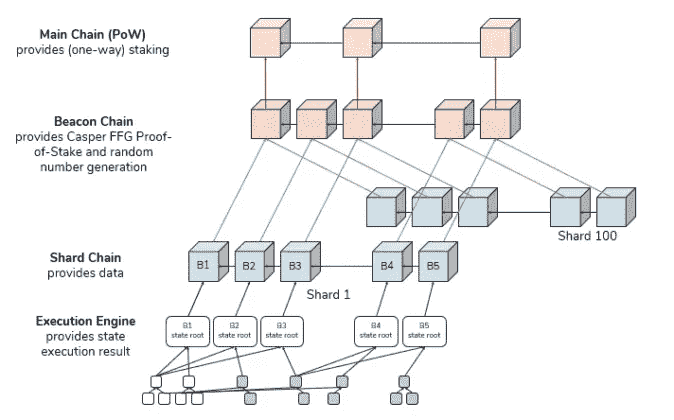 Main Chain (PoW)
provides (one-way) staking
Beacon Chain
provides Casper FFG Proof-
of-Stake and random
number generation
Shard 100
Shard Chain
provides data
B1 B2 B3 B4 B5
Shard 1
Execution Engine
provides state
execution result
B1
state root
B2
state root
B3
state root
B4
state root
B5
state root